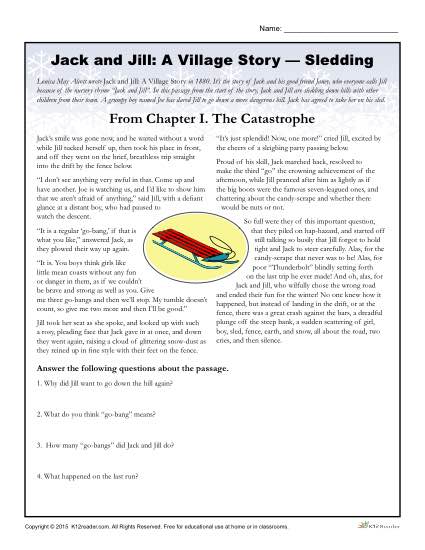 Name:
Jack and Jill: A Village Story — Sledding
Louisa May Alcott wrote Jack and Jill: A Village Story in 1880. It's the story of Jack and his good friend Janey, who everyone calls Jill
because of the nursery rhyme "Jack and Jill". In this passage from the start of the story, Jack and Jill are sledding down hills with other
children from their town. A grumpy boy named Joe has dared Jill to go down a more dangerous hill. Jack has agreed to take her on his sled.
From Chapter I. The Catastrophe
Jack's smile was gone now, and he waited without a word
while Jill tucked herself up, then took his place in front,
and off they went on the brief, breathless trip straight
into the drift by the fence below.
"I don't see anything very awful in that. Come up and
have another. Joe is watching us, and I'd like to show him
that we aren't afraid of anything," said Jill, with a defiant
glance at a distant boy, who had paused to
watch the descent.
"It is a regular 'go-bang,' if that is
what you like," answered Jack, as
they plowed their way up again.
"It is. You boys think girls like
little mean coasts without any fun
or danger in them, as if we couldn't
be brave and strong as well as you. Give
me three go-bangs and then we'll stop. My tumble doesn't
count, so give me two more and then I'll be good."
Jill took her seat as she spoke, and looked up with such
a rosy, pleading face that Jack gave in at once, and down
they went again, raising a cloud of glittering snow-dust as
they reined up in fine style with their feet on the fence.
"It's just splendid! Now, one more!" cried Jill, excited by
the cheers of a sleighing party passing below.
Proud of his skill, Jack marched back, resolved to
make the third "go" the crowning achievement of the
afternoon, while Jill pranced after him as lightly as if
the big boots were the famous seven-leagued ones, and
chattering about the candy-scrape and whether there
would be nuts or not.
So full were they of this important question,
that they piled on hap-hazard, and started off
still talking so busily that Jill forgot to hold
tight and Jack to steer carefully. Alas, for the
candy-scrape that never was to be! Alas, for
poor "Thunderbolt" blindly setting forth
on the last trip he ever made! And oh, alas, for
Jack and Jill, who wilfully chose the wrong road
and ended their fun for the winter! No one knew how it
happened, but instead of landing in the drift, or at the
fence, there was a great crash against the bars, a dreadful
plunge off the steep bank, a sudden scattering of girl,
boy, sled, fence, earth, and snow, all about the road, two
cries, and then silence.
Answer the following questions about the passage.
1. Why did Jill want to go down the hill again?
2. What do you think "go-bang" means?
3. How many "go-bangs" did Jack and Jill do?
4. What happened on the last run?
Copyright © 2015 K12reader.com. All Rights Reserved. Free for educational use at home or in classrooms.
K12Reader